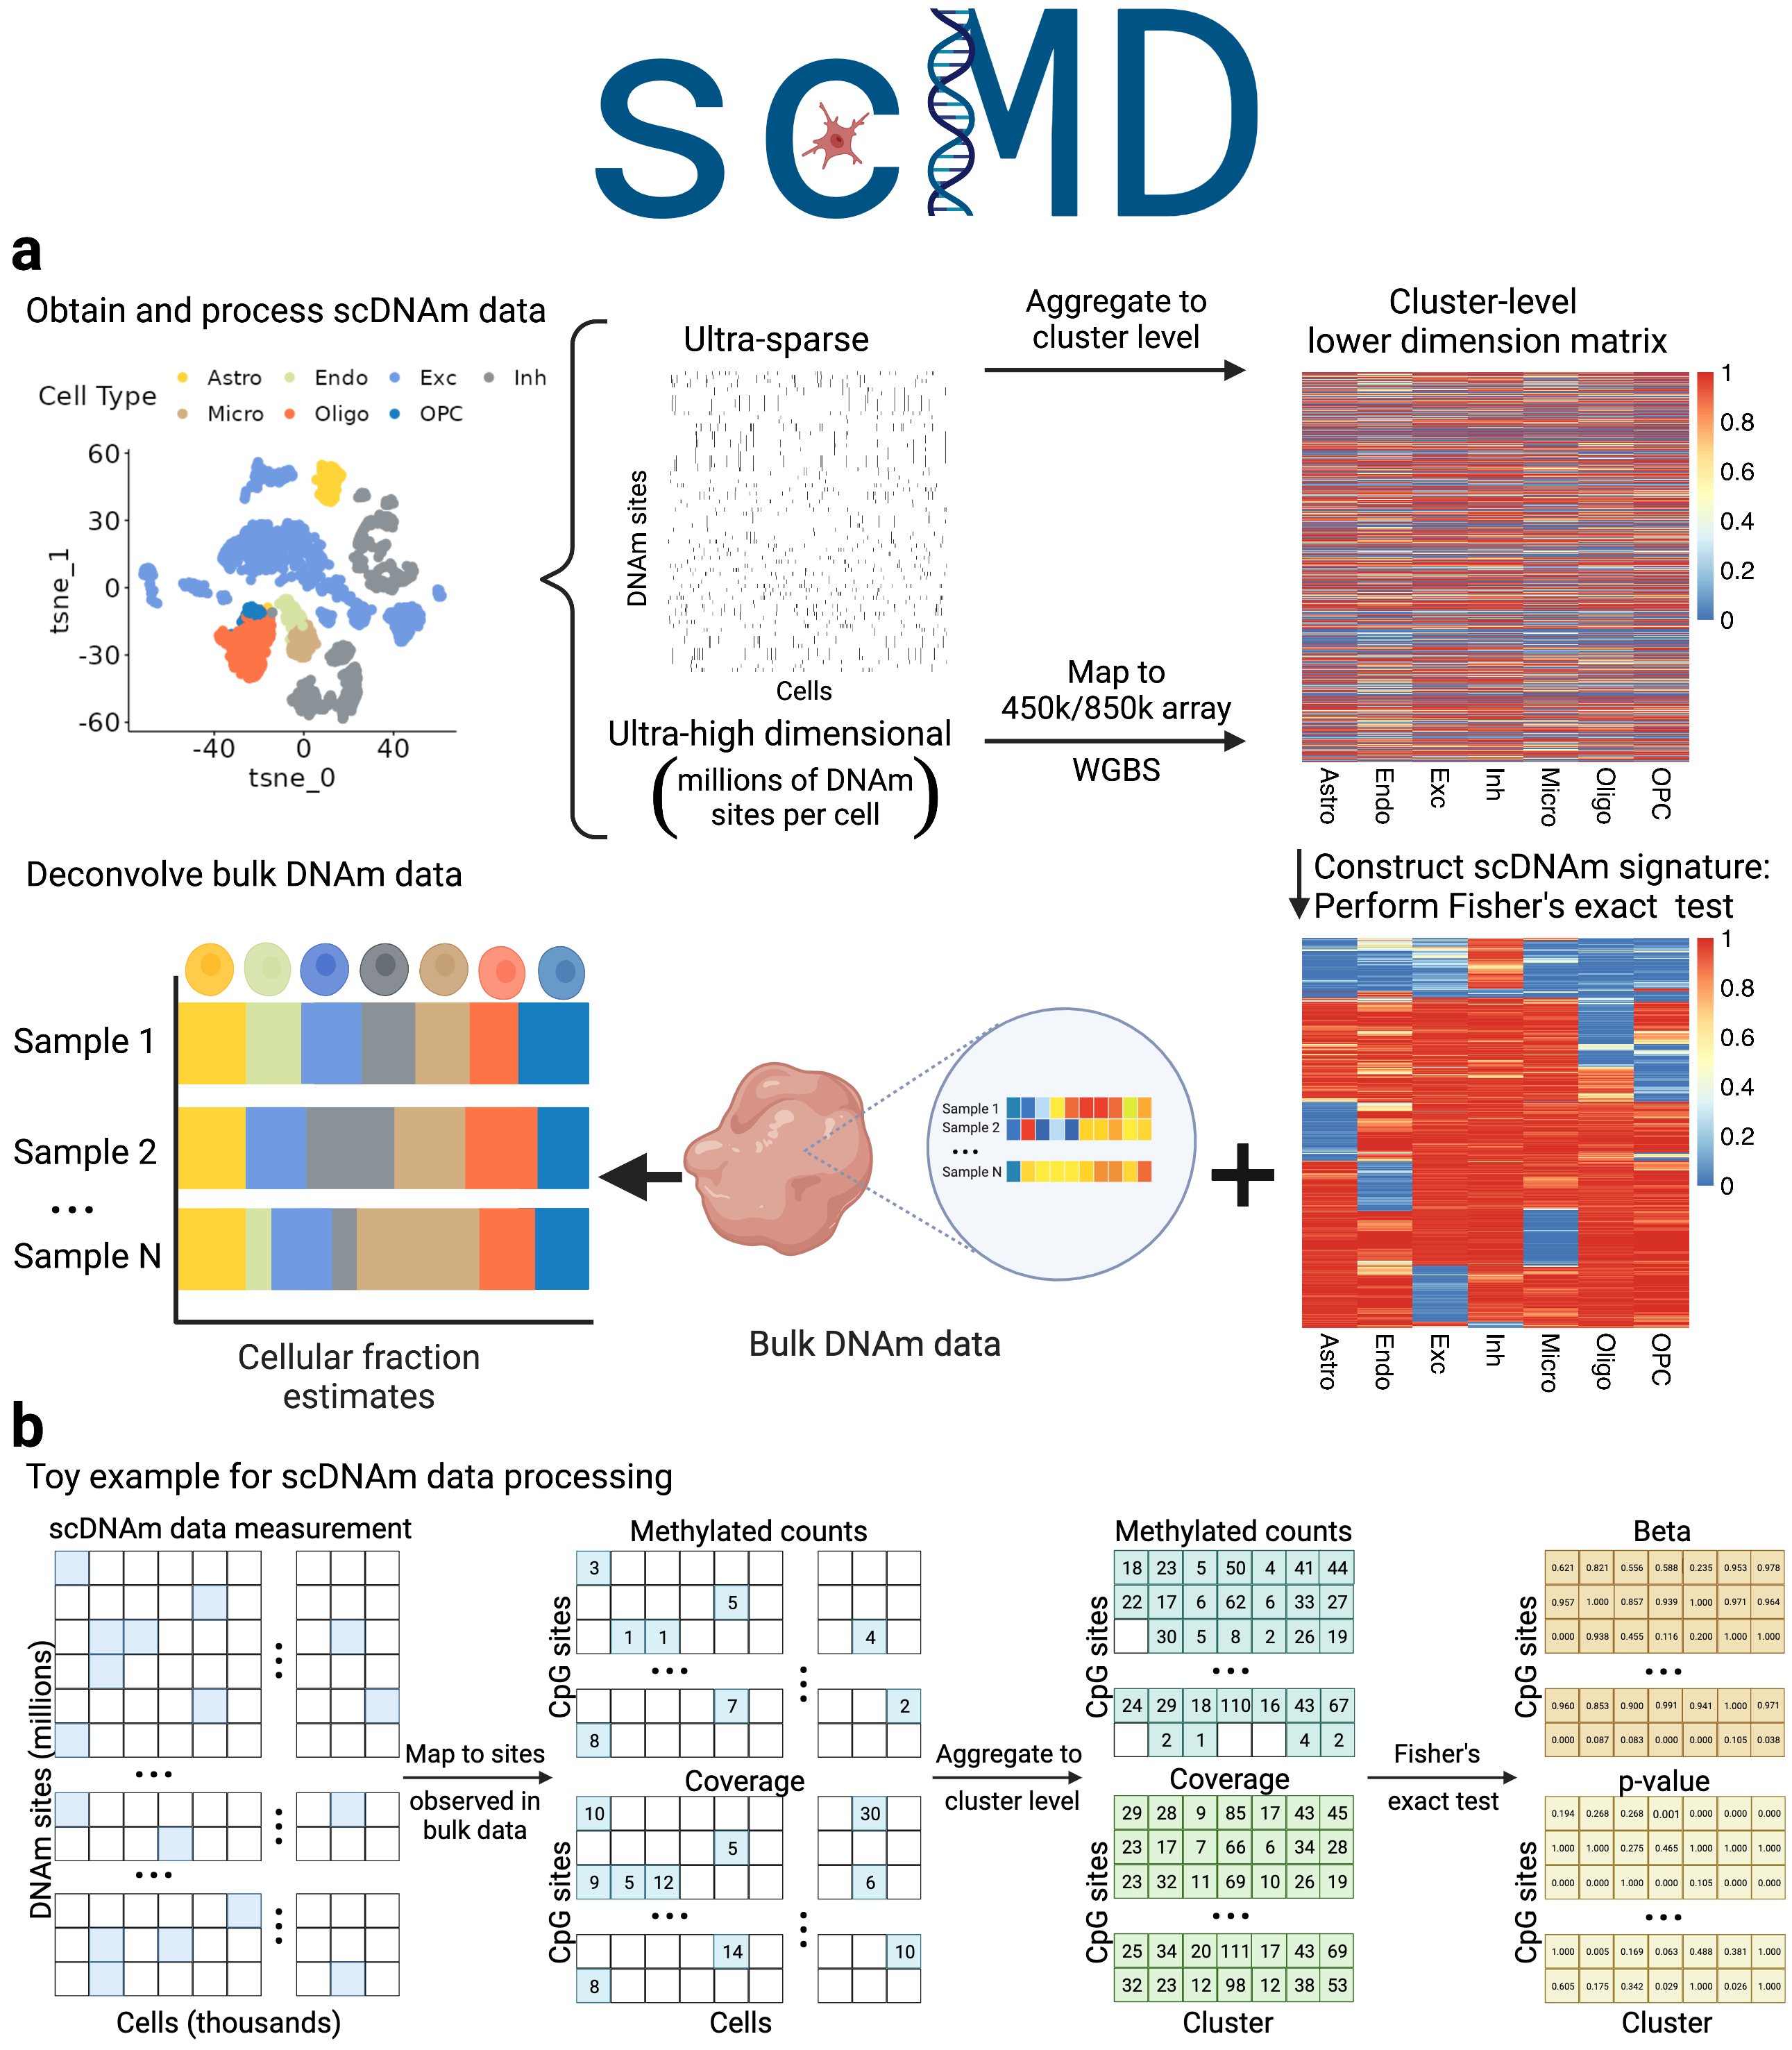 scMD
a
Obtain and process scDNAm data
Cell Type
Astro Endo Exc Inh
Micro Oligo OPC
60
30
0
-30
-60
tsne_1
-40 0 40
tsne_0
Ultra-sparse
DNAm sites
Cells
Ultra-high dimensional
(millions of DNAm
sites per cell)
Aggregate to
cluster level
Map to
450k/850k array
WGBS
Cluster-level
lower dimension matrix
1
0.8
0.6
0.4
0.2
0
Astro Endo Exc Inh Micro Oligo OPC
Construct scDNAm signature:
Perform Fisher's exact test
1
0.8
0.6
0.4
0.2
0
Astro Endo Exc Inh Micro Oligo OPC
+
Sample 1
Sample 2
...
Sample N
Bulk DNAm data
Deconvolve bulk DNAm data
Sample 1
Sample 2
...
Sample N
Cellular fraction
estimates
b
Toy example for scDNAm data processing
scDNAm data measurement
DNAm sites (millions)
...
...
Cells (thousands)
Map to sites
observed in
bulk data
Methylated counts
CpG sites
3
5
1 1 4
...
7 2
8
Coverage
CpG sites
10 30
5
9 5 12 6
...
14 10
8
Cells
Aggregate to
cluster level
Methylated counts
CpG sites
18 23 5 50 4 41 44
22 17 6 62 6 33 27
30 5 8 2 26 19
...
24 29 18 110 16 43 67
2 1 4 2
Coverage
CpG sites
29 28 9 85 17 43 45
23 17 7 66 6 34 28
23 32 11 69 10 26 19
...
25 34 20 111 17 43 69
32 23 12 98 12 38 53
Cluster
Fisher's
exact test
Beta
CpG sites
0.621 0.821 0.556 0.588 0.235 0.953 0.978
0.957 1.000 0.857 0.939 1.000 0.971 0.964
0.000 0.938 0.455 0.116 0.200 1.000 1.000
...
0.960 0.853 0.900 0.991 0.941 1.000 0.971
0.000 0.087 0.083 0.000 0.000 0.105 0.038
p-value
CpG sites
0.194 0.268 0.268 0.001 0.000 0.000 0.000
1.000 1.000 0.275 0.465 1.000 1.000 1.000
0.000 0.000 1.000 0.000 0.105 0.000 0.000
...
1.000 0.005 0.169 0.063 0.488 0.381 1.000
0.605 0.175 0.342 0.029 1.000 0.026 1.000
Cluster